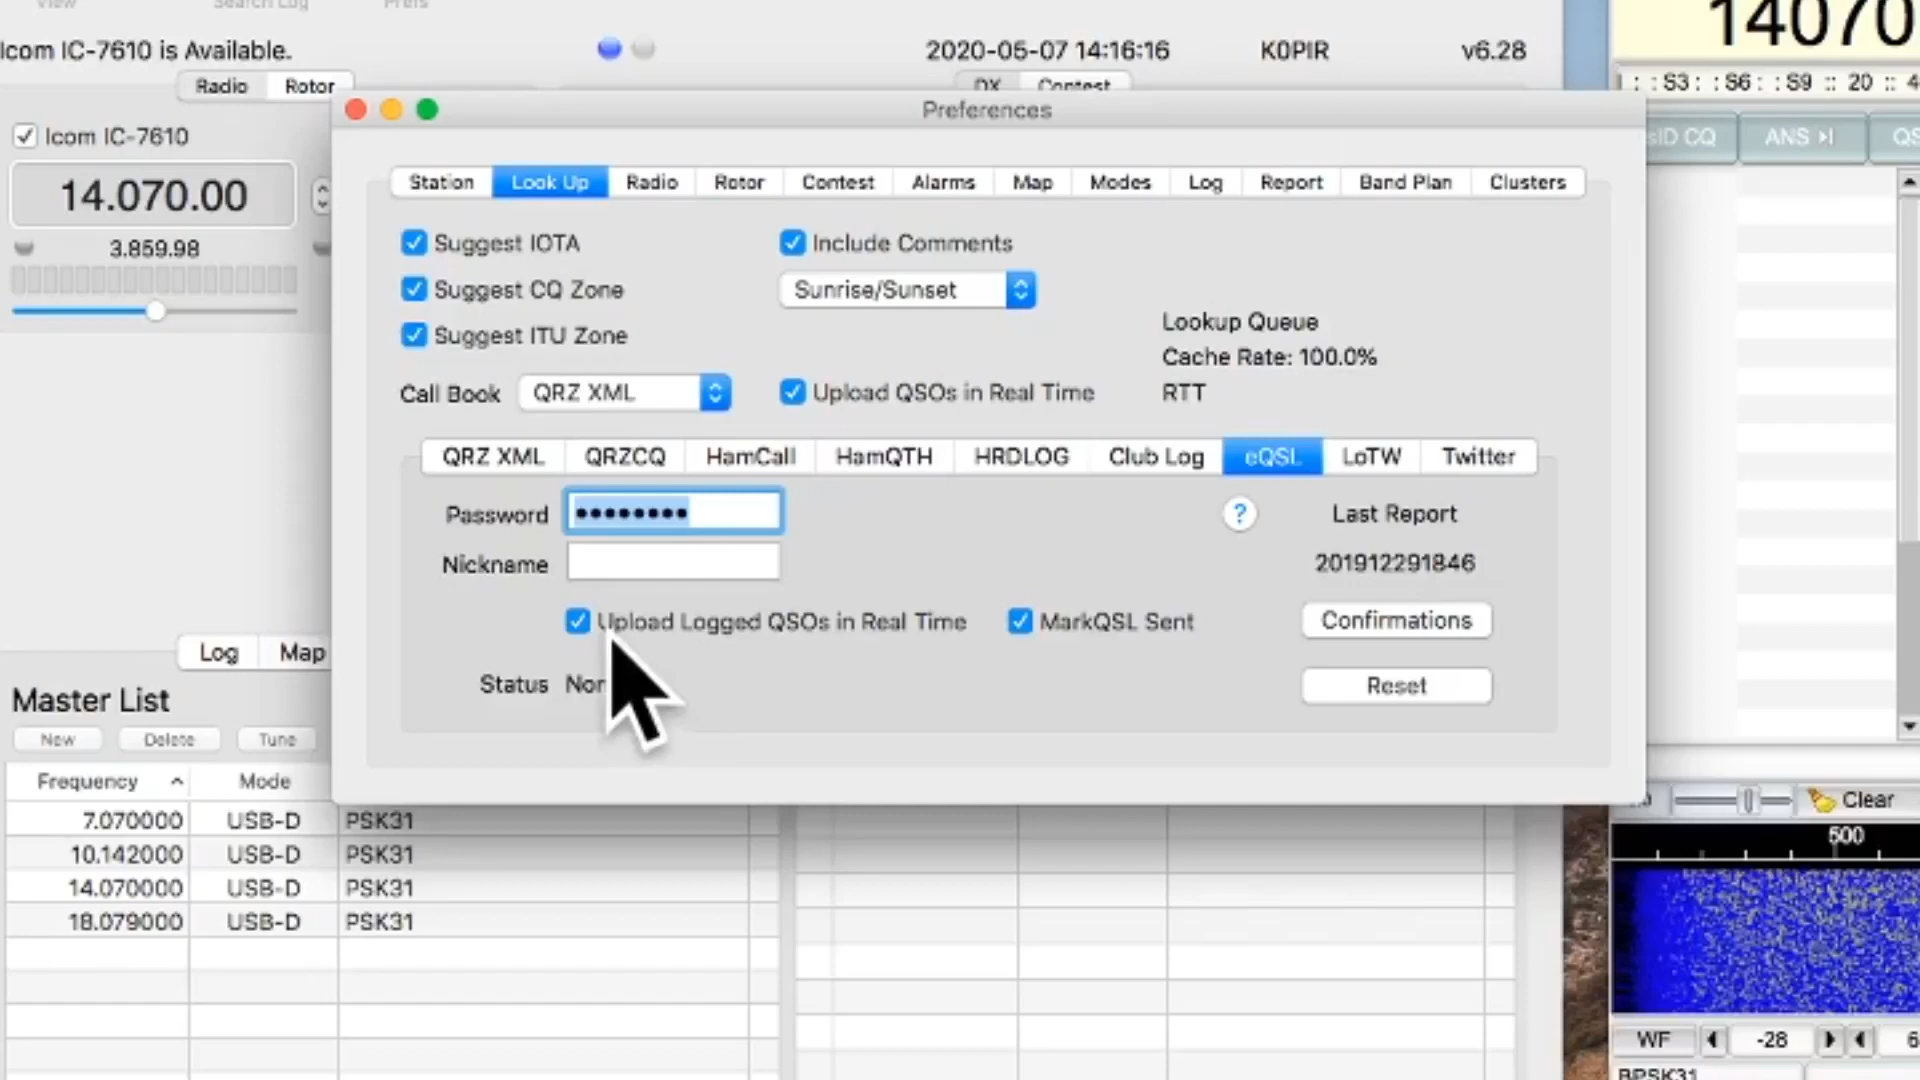 View Search Log Prefs
Icom IC-7610 is Available.
2020-05-07 14:16:16 K0PIR v6.28
14070
Radio Rotor
DX Contest
: : S3: : S6: : S9 :: 20 :: 4
Preferences
Icom IC-7610
CQ ANS
14.070.00
Station Look Up Radio Rotor Contest Alarms Map Modes Log Report Band Plan Clusters
3.859.98
Suggest IOTA Include Comments
Suggest CQ Zone Sunrise/Sunset
Suggest ITU Zone
Lookup Queue
Cache Rate: 100.0%
Call Book QRZ XML Upload QSOs in Real Time RTT
QRZ XML QRZCQ HamCall HamQTH HRDLOG Club Log eQSL LoTW Twitter
Password •••••••• ? Last Report
Nickname 201912291846
Upload Logged QSOs in Real Time MarkQSL Sent Confirmations
Status Reset
Log Map
Master List
New Delete Tune
Frequency Mode
7.070000 USB-D PSK31
10.142000 USB-D PSK31
14.070000 USB-D PSK31
18.079000 USB-D PSK31
Clear
500
WF -28
BPSK31